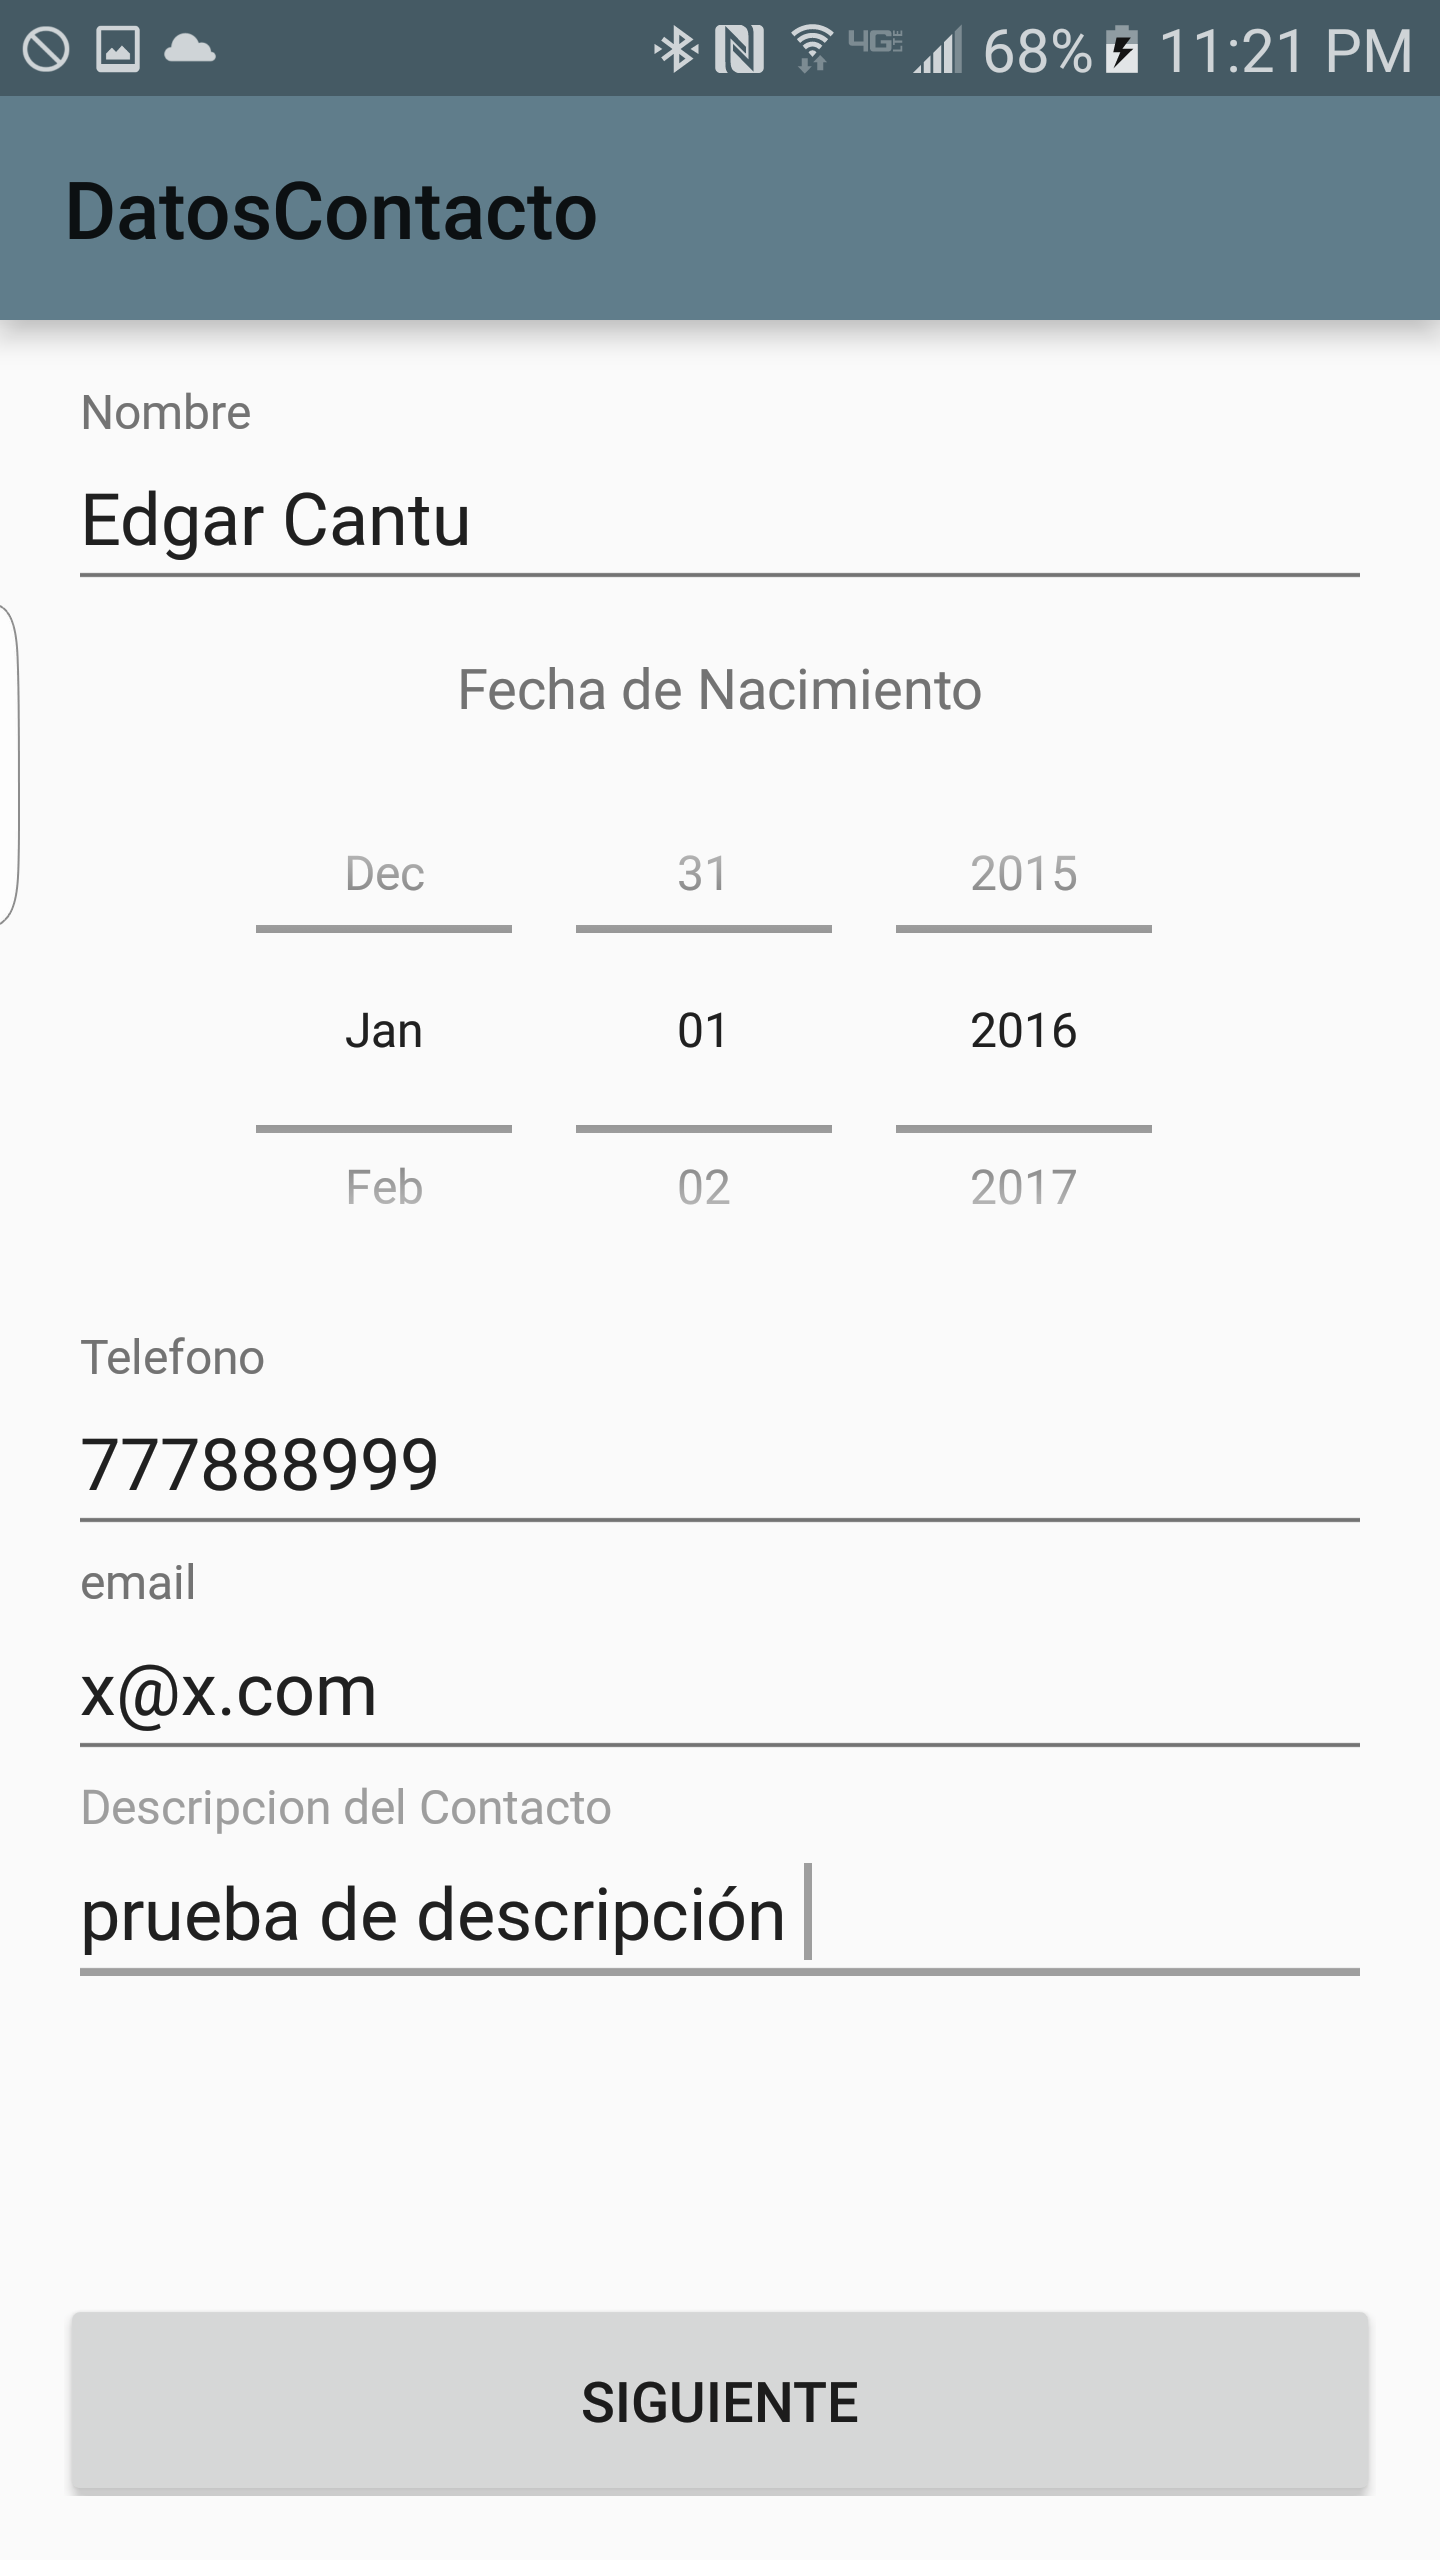 4G LTE 68% 11:21 PM
DatosContacto
Nombre
Edgar Cantu
Fecha de Nacimiento
Dec 31 2015
Jan 01 2016
Feb 02 2017
Telefono
777888999
email
x@x.com
Descripcion del Contacto
prueba de descripción
SIGUIENTE